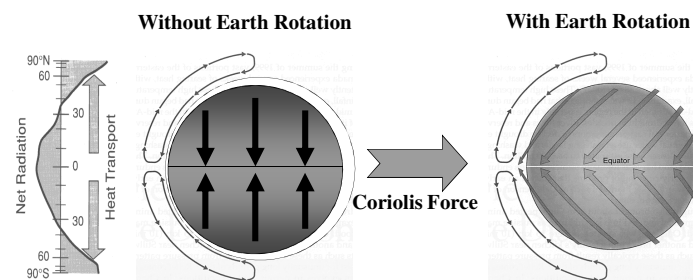 Without Earth Rotation
With Earth Rotation
90°N
60
30
0
30
60
90°S
Net Radiation
Heat Transport
Coriolis Force
Equator